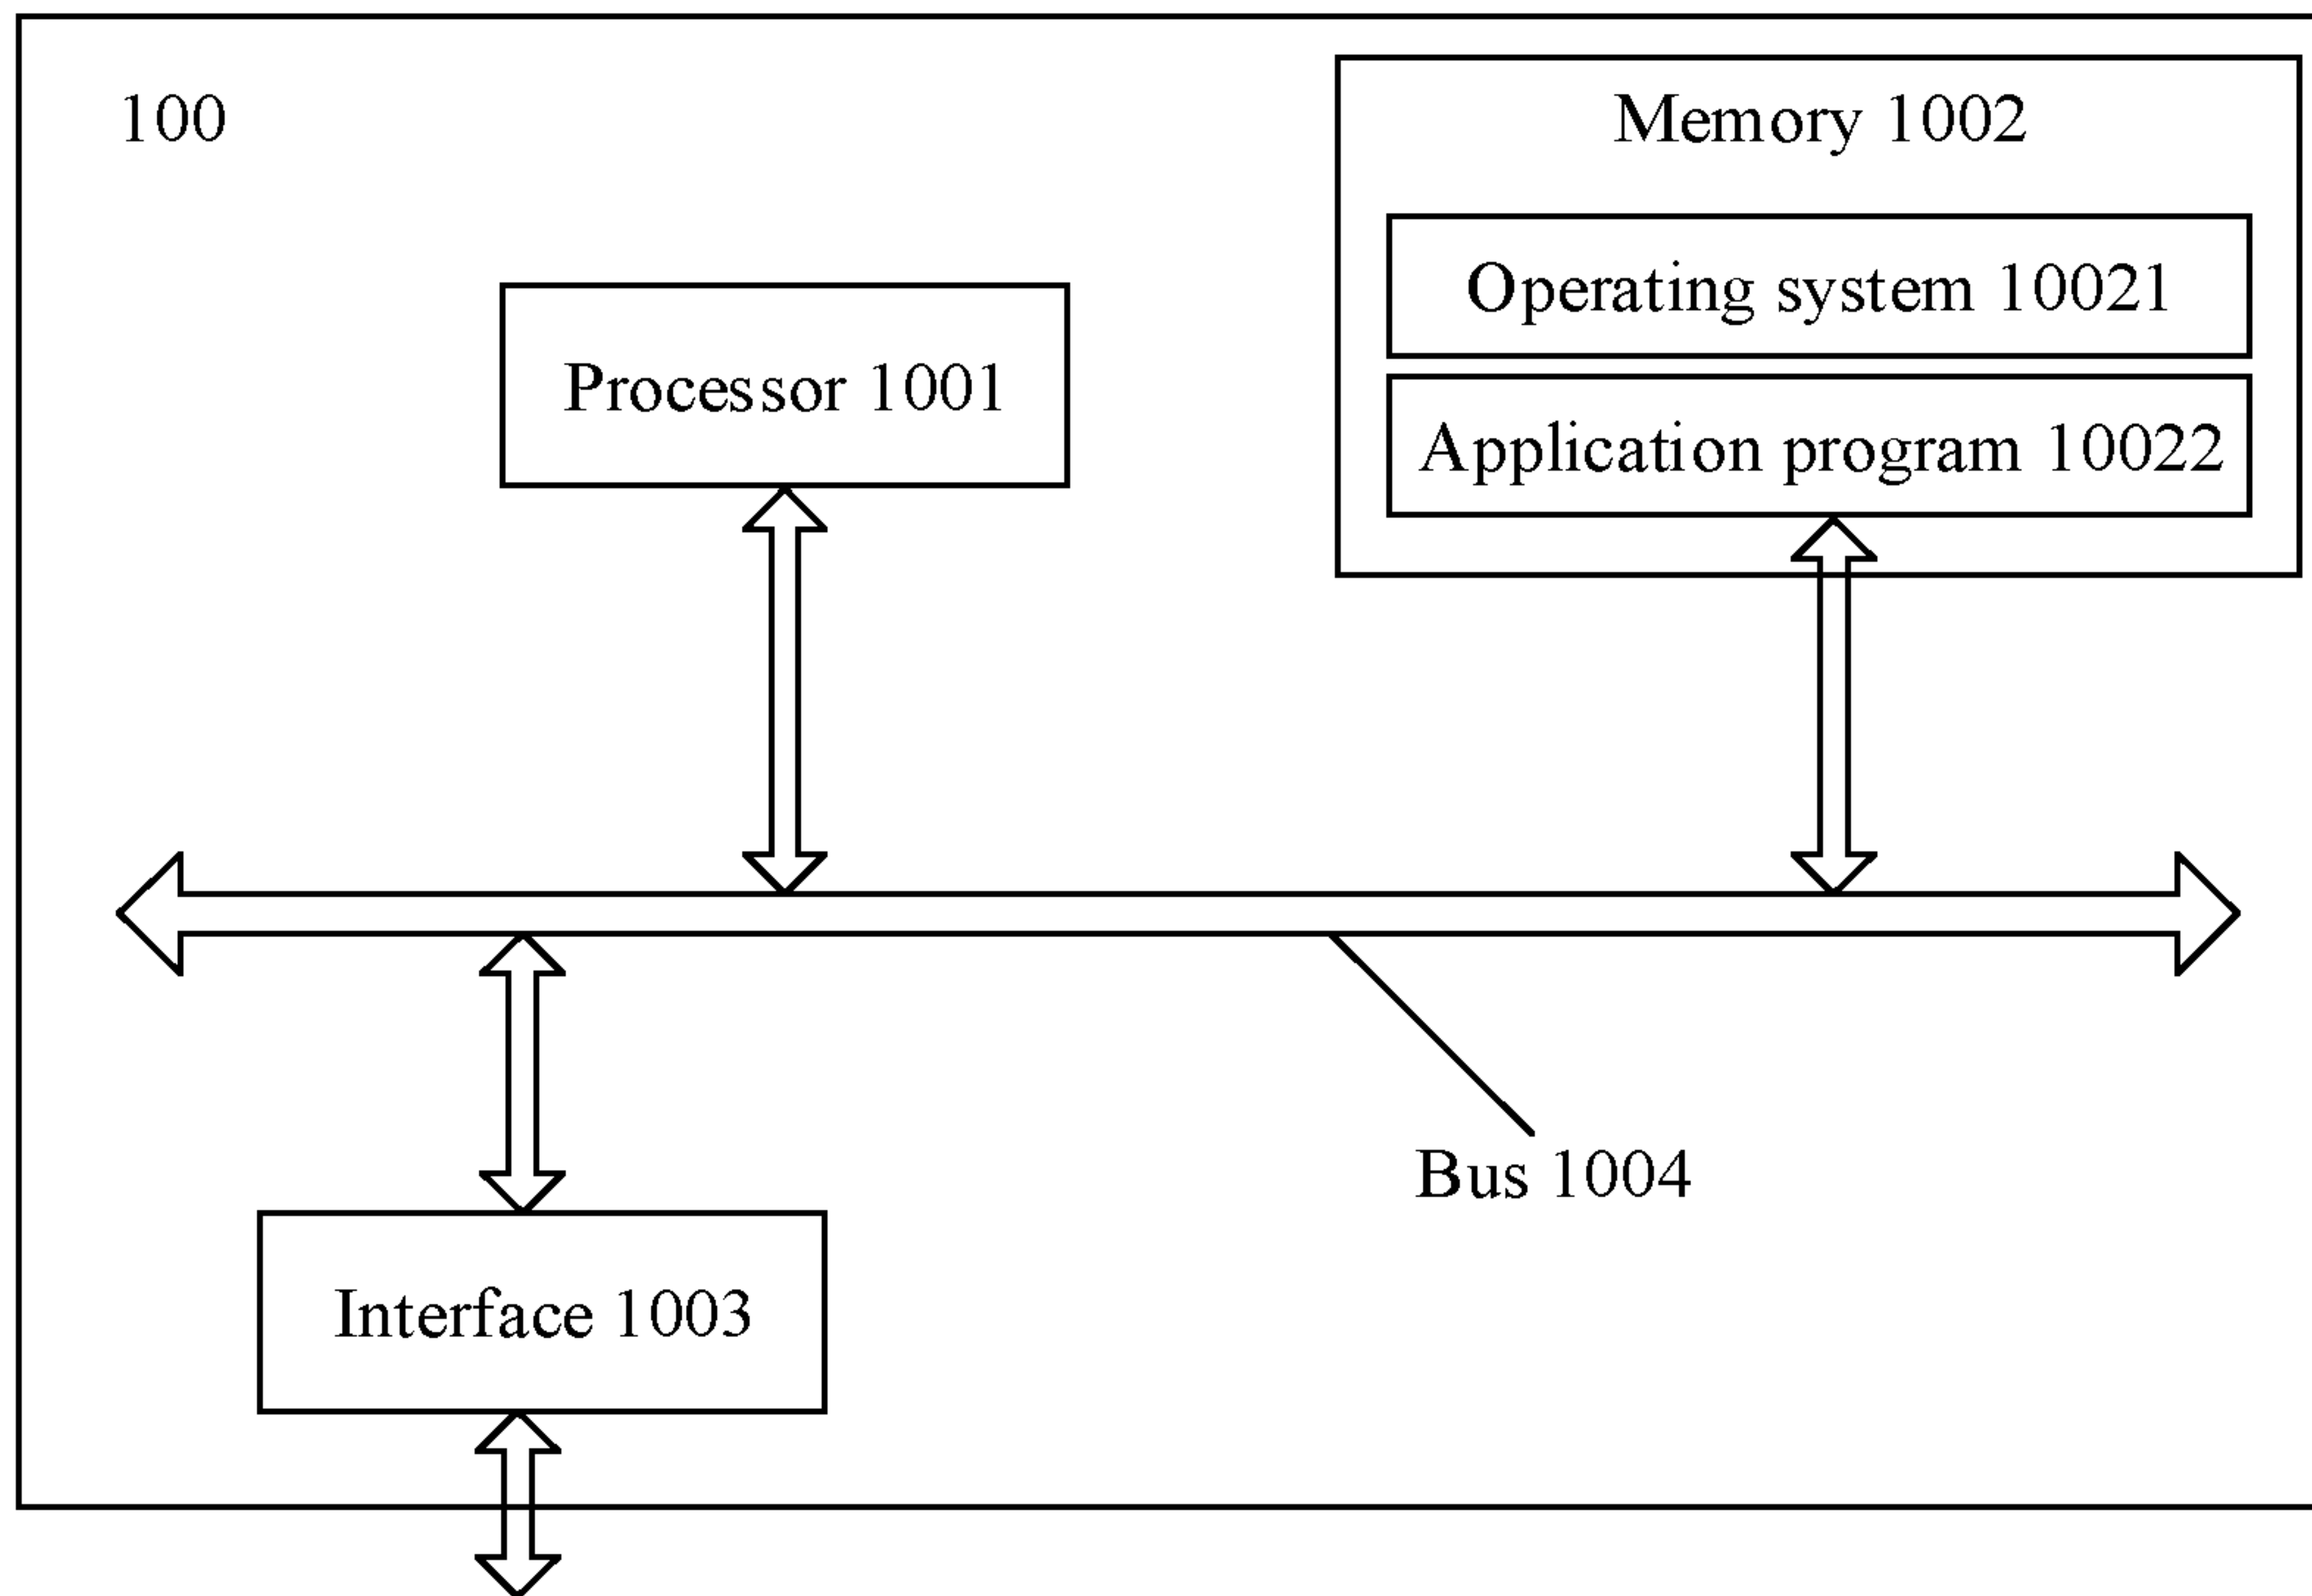 100
Memory 1002
Operating system 10021
Processor 1001
Application program 10022
Bus 1004
Interface 1003